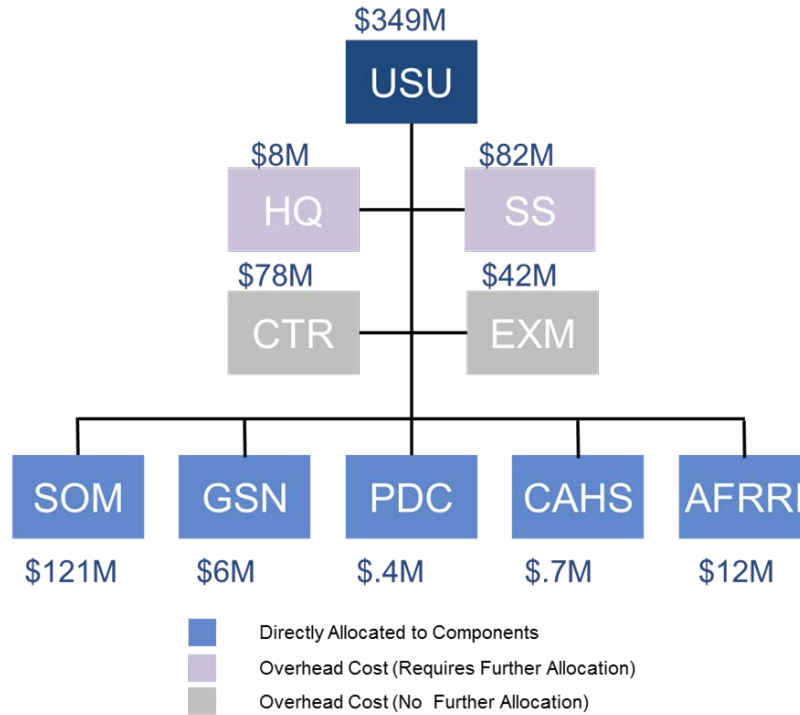 $349M
USU
$8M
$82M
HQ
SS
$78M
$42M
CTR
EXM
SOM
GSN
PDC
CAHS
AFRRI
$121M
$6M
$.4M
$.7M
$12M
Directly Allocated to Components
Overhead Cost (Requires Further Allocation)
Overhead Cost (No Further Allocation)